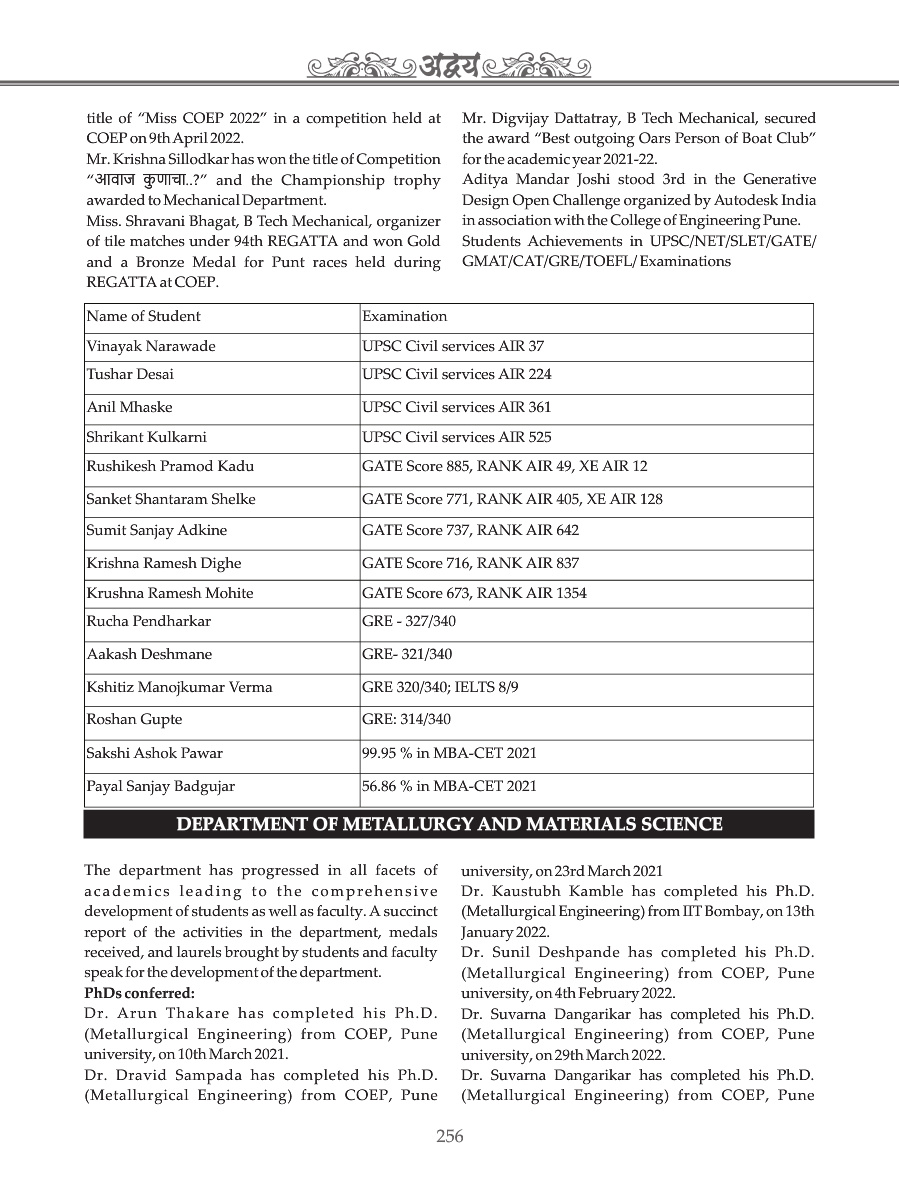 अद्वय
title of “Miss COEP 2022” in a competition held at
COEP on 9th April 2022.
Mr. Krishna Sillodkar has won the title of Competition
“आवाज कुणाचा..?” and the Championship trophy
awarded to Mechanical Department.
Miss. Shravani Bhagat, B Tech Mechanical, organizer
of tile matches under 94th REGATTA and won Gold
and a Bronze Medal for Punt races held during
REGATTA at COEP.
Mr. Digvijay Dattatray, B Tech Mechanical, secured
the award “Best outgoing Oars Person of Boat Club”
for the academic year 2021-22.
Aditya Mandar Joshi stood 3rd in the Generative
Design Open Challenge organized by Autodesk India
in association with the College of Engineering Pune.
Students Achievements in UPSC/NET/SLET/GATE/
GMAT/CAT/GRE/TOEFL/ Examinations
Name of Student Examination
Vinayak Narawade UPSC Civil services AIR 37
Tushar Desai UPSC Civil services AIR 224
Anil Mhaske UPSC Civil services AIR 361
Shrikant Kulkarni UPSC Civil services AIR 525
Rushikesh Pramod Kadu GATE Score 885, RANK AIR 49, XE AIR 12
Sanket Shantaram Shelke GATE Score 771, RANK AIR 405, XE AIR 128
Sumit Sanjay Adkine GATE Score 737, RANK AIR 642
Krishna Ramesh Dighe GATE Score 716, RANK AIR 837
Krushna Ramesh Mohite GATE Score 673, RANK AIR 1354
Rucha Pendharkar GRE - 327/340
Aakash Deshmane GRE- 321/340
Kshitiz Manojkumar Verma GRE 320/340; IELTS 8/9
Roshan Gupte GRE: 314/340
Sakshi Ashok Pawar 99.95 % in MBA-CET 2021
Payal Sanjay Badgujar 56.86 % in MBA-CET 2021
DEPARTMENT OF METALLURGY AND MATERIALS SCIENCE
The department has progressed in all facets of
academics leading to the comprehensive
development of students as well as faculty. A succinct
report of the activities in the department, medals
received, and laurels brought by students and faculty
speak for the development of the department.
PhDs conferred:
Dr. Arun Thakare has completed his Ph.D.
(Metallurgical Engineering) from COEP, Pune
university, on 10th March 2021.
Dr. Dravid Sampada has completed his Ph.D.
(Metallurgical Engineering) from COEP, Pune
university, on 23rd March 2021
Dr. Kaustubh Kamble has completed his Ph.D.
(Metallurgical Engineering) from IIT Bombay, on 13th
January 2022.
Dr. Sunil Deshpande has completed his Ph.D.
(Metallurgical Engineering) from COEP, Pune
university, on 4th February 2022.
Dr. Suvarna Dangarikar has completed his Ph.D.
(Metallurgical Engineering) from COEP, Pune
university, on 29th March 2022.
Dr. Suvarna Dangarikar has completed his Ph.D.
(Metallurgical Engineering) from COEP, Pune
256